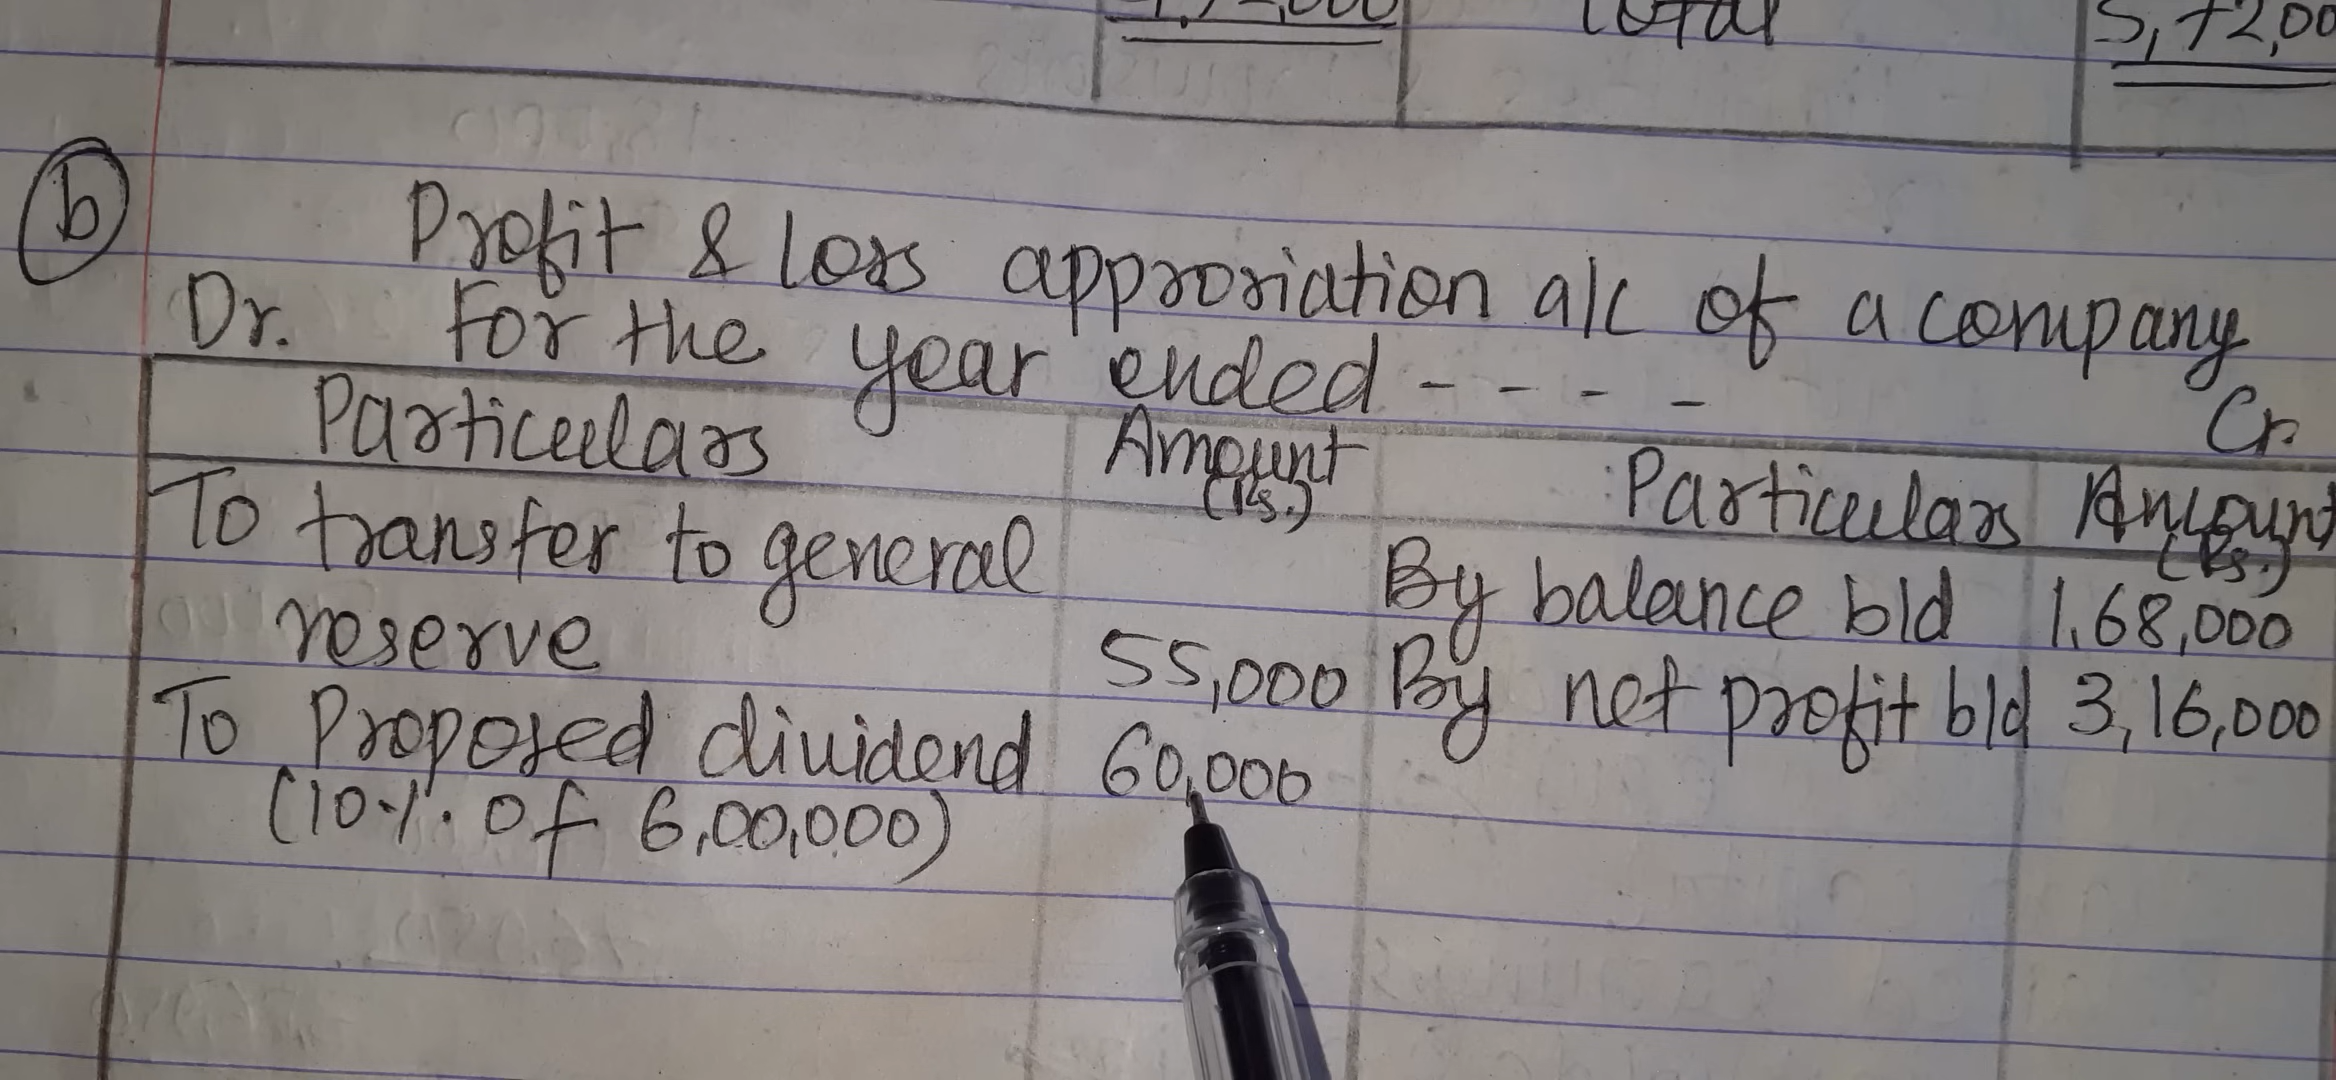 Total 5,72,00
b
Profit & loss approriation a/c of a company
Dr. For the year ended - - - - Cr.
Particulars Amount (Rs.) Particulars Amount (Rs.)
To transfer to general
reserve 55,000
By balance b/d 1,68,000
By net profit b/d 3,16,000
To Proposed dividend 60,000
(10% of 6,00,000)